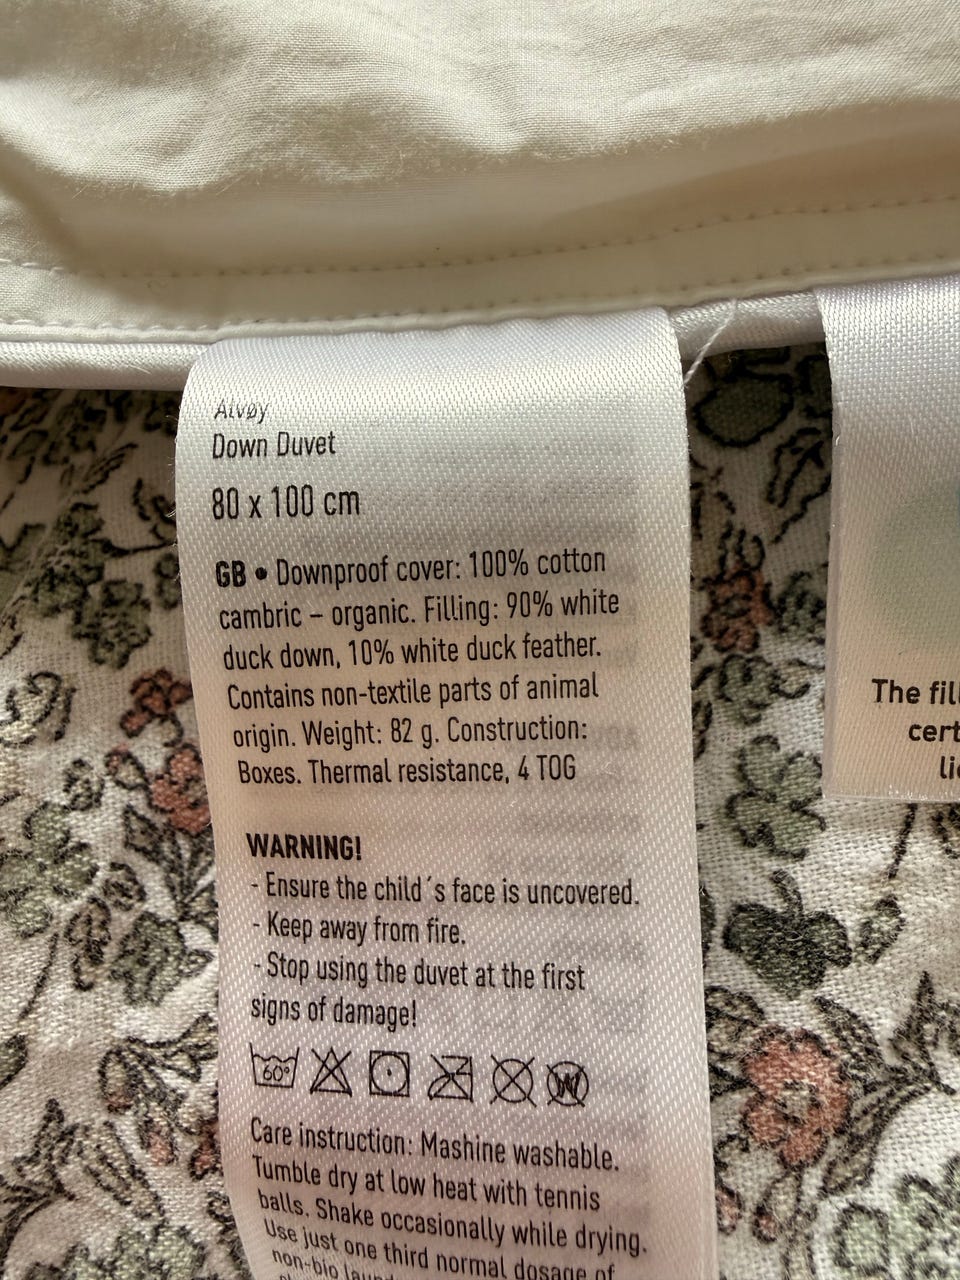 Alvøy
Down Duvet
80 x 100 cm
GB • Downproof cover: 100% cotton
cambric – organic. Filling: 90% white
duck down, 10% white duck feather.
Contains non-textile parts of animal
origin. Weight: 82 g. Construction:
Boxes. Thermal resistance, 4 TOG
WARNING!
- Ensure the child´s face is uncovered.
- Keep away from fire.
- Stop using the duvet at the first
signs of damage!
60°
W
Care instruction: Mashine washable.
Tumble dry at low heat with tennis
balls. Shake occasionally while drying.
Use just one third normal dosage of
non-bio
The fil
cert
li